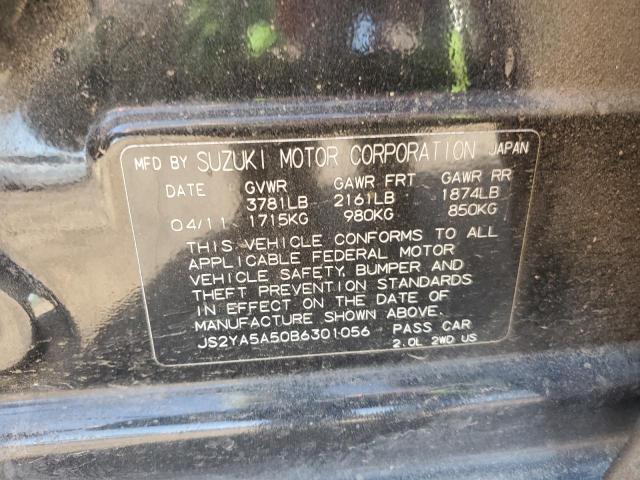 MFD BY SUZUKI MOTOR CORPORATION JAPAN
DATE GVWR GAWR FRT GAWR RR
3781LB 2161LB 1874LB
04/11 1715KG 980KG 850KG
THIS VEHICLE CONFORMS TO ALL
APPLICABLE FEDERAL MOTOR
VEHICLE SAFETY, BUMPER AND
THEFT PREVENTION STANDARDS
IN EFFECT ON THE DATE OF
MANUFACTURE SHOWN ABOVE.
JS2YA5A50B6301056 PASS CAR
2.0L 2WD US